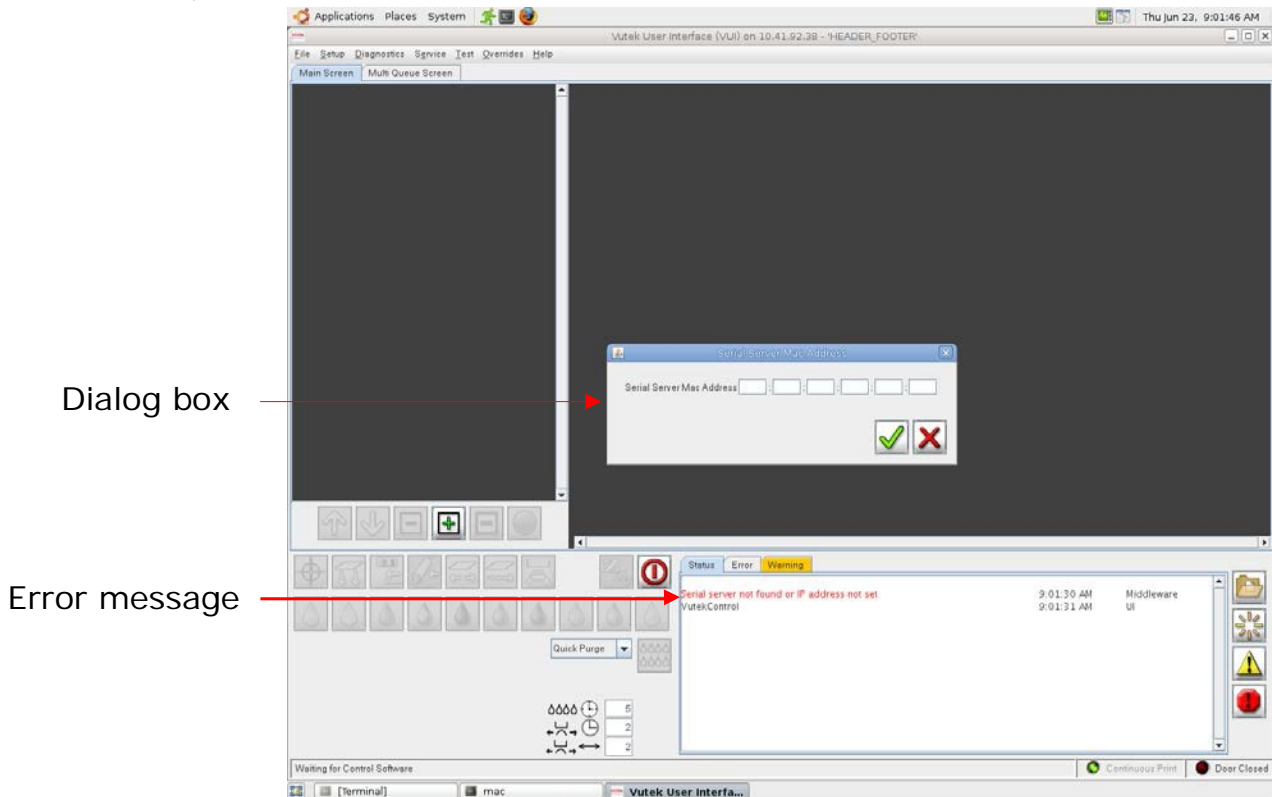 Applications Places System
Thu Jun 23, 9:01:46 AM
Vutek User Interface (VUI) on 10.41.92.38 - 'HEADER_FOOTER'
File Setup Diagnostics Service Test Overrides Help
Main Screen Multi Queue Screen
Serial Server Mac Address
Dialog box
Serial Server Mac Address : : : : :
Status Error Warning
Error message
Serial server not found or IP address not set 9:01:30 AM Middleware
VutekControl 9:01:31 AM UI
Quick Purge
5
2
2
Waiting for Control Software
Continuous Print
Door Closed
[Terminal]
mac
Vutek User Interfa...